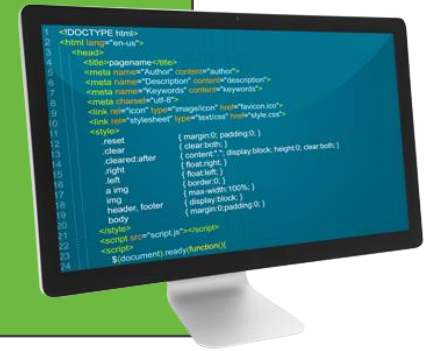 1 <!DOCTYPE html>
2 <html lang="en-us">
3 <head>
4 <title>pagename</title>
5 <meta name="Author" content="author">
6 <meta name="Description" content="description">
7 <meta name="Keywords" content="keywords">
8 <meta charset="utf-8">
9 <link rel="icon" type="image/icon" href="favicon.ico">
10 <link rel="stylesheet" type="text/css" href="style.css">
11 <style>
12 .reset { margin:0; padding:0; }
13 .clear { clear:both; }
14 .cleared:after { content:"."; display:block; height:0; clear:both; }
15 .right { float:right; }
16 .left { float:left; }
17 a img { border:0; }
18 img { max-width:100%; }
19 header, footer { display:block; }
20 body { margin:0;padding:0; }
21 </style>
22 <script src="script.js"></script>
23 <script>
24 $(document).ready(function(){